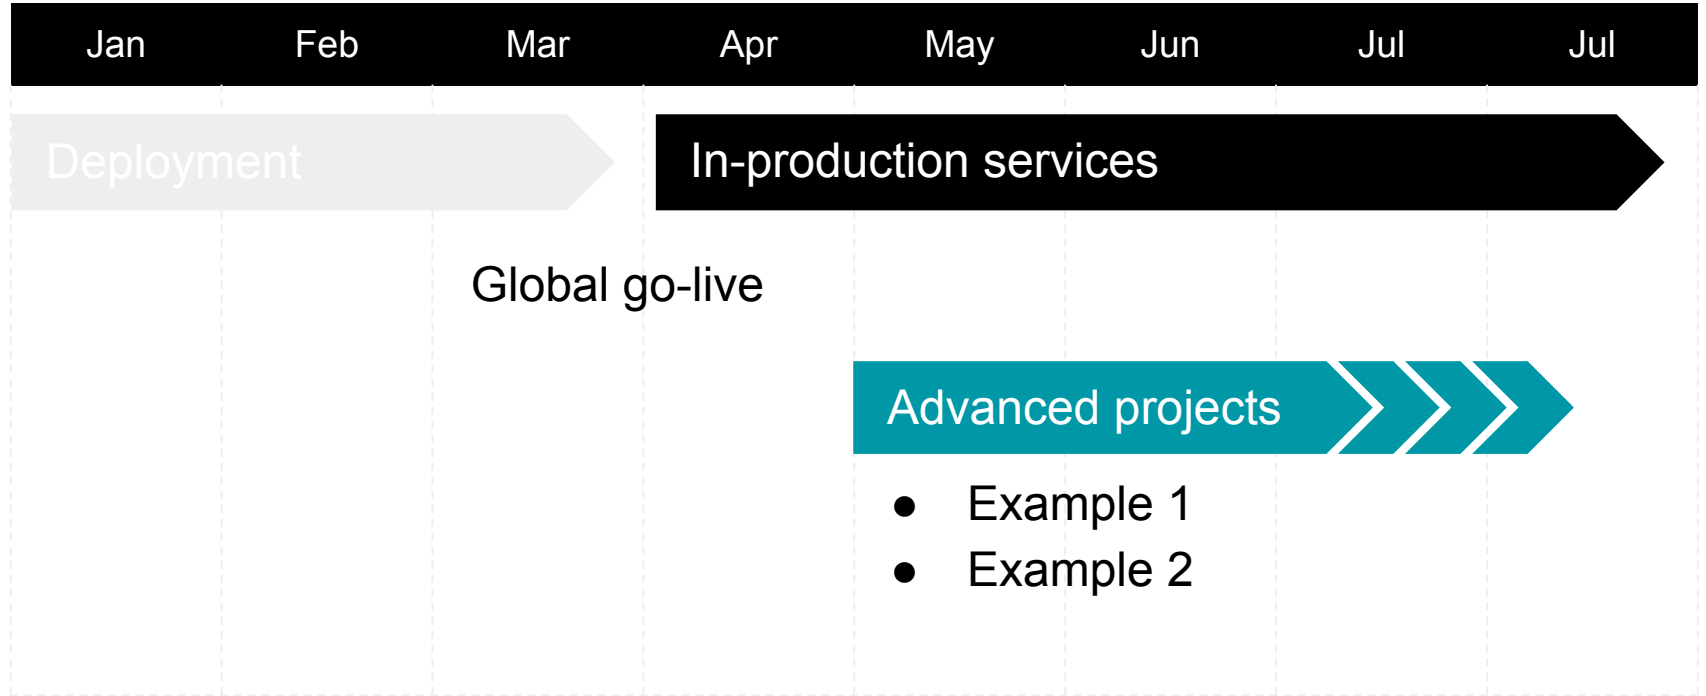 Jan Feb Mar Apr May Jun Jul Jul
Deployment In-production services
Global go-live
Advanced projects
● Example 1
● Example 2